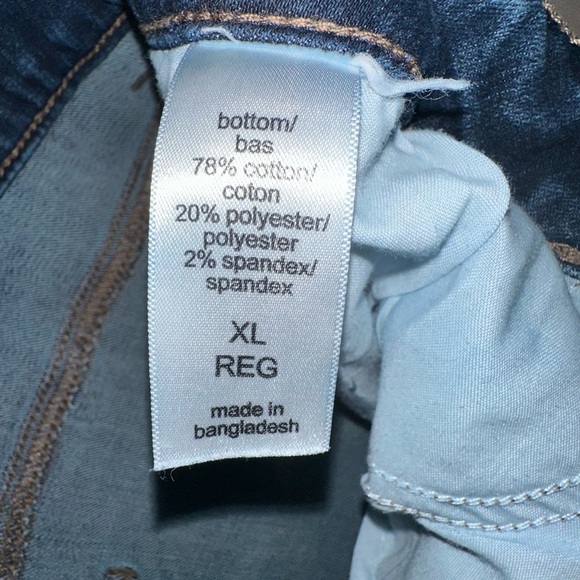 bottom/
bas
78% cotton/
coton
20% polyester/
polyester
2% spandex/
spandex
XL
REG
made in
bangladesh